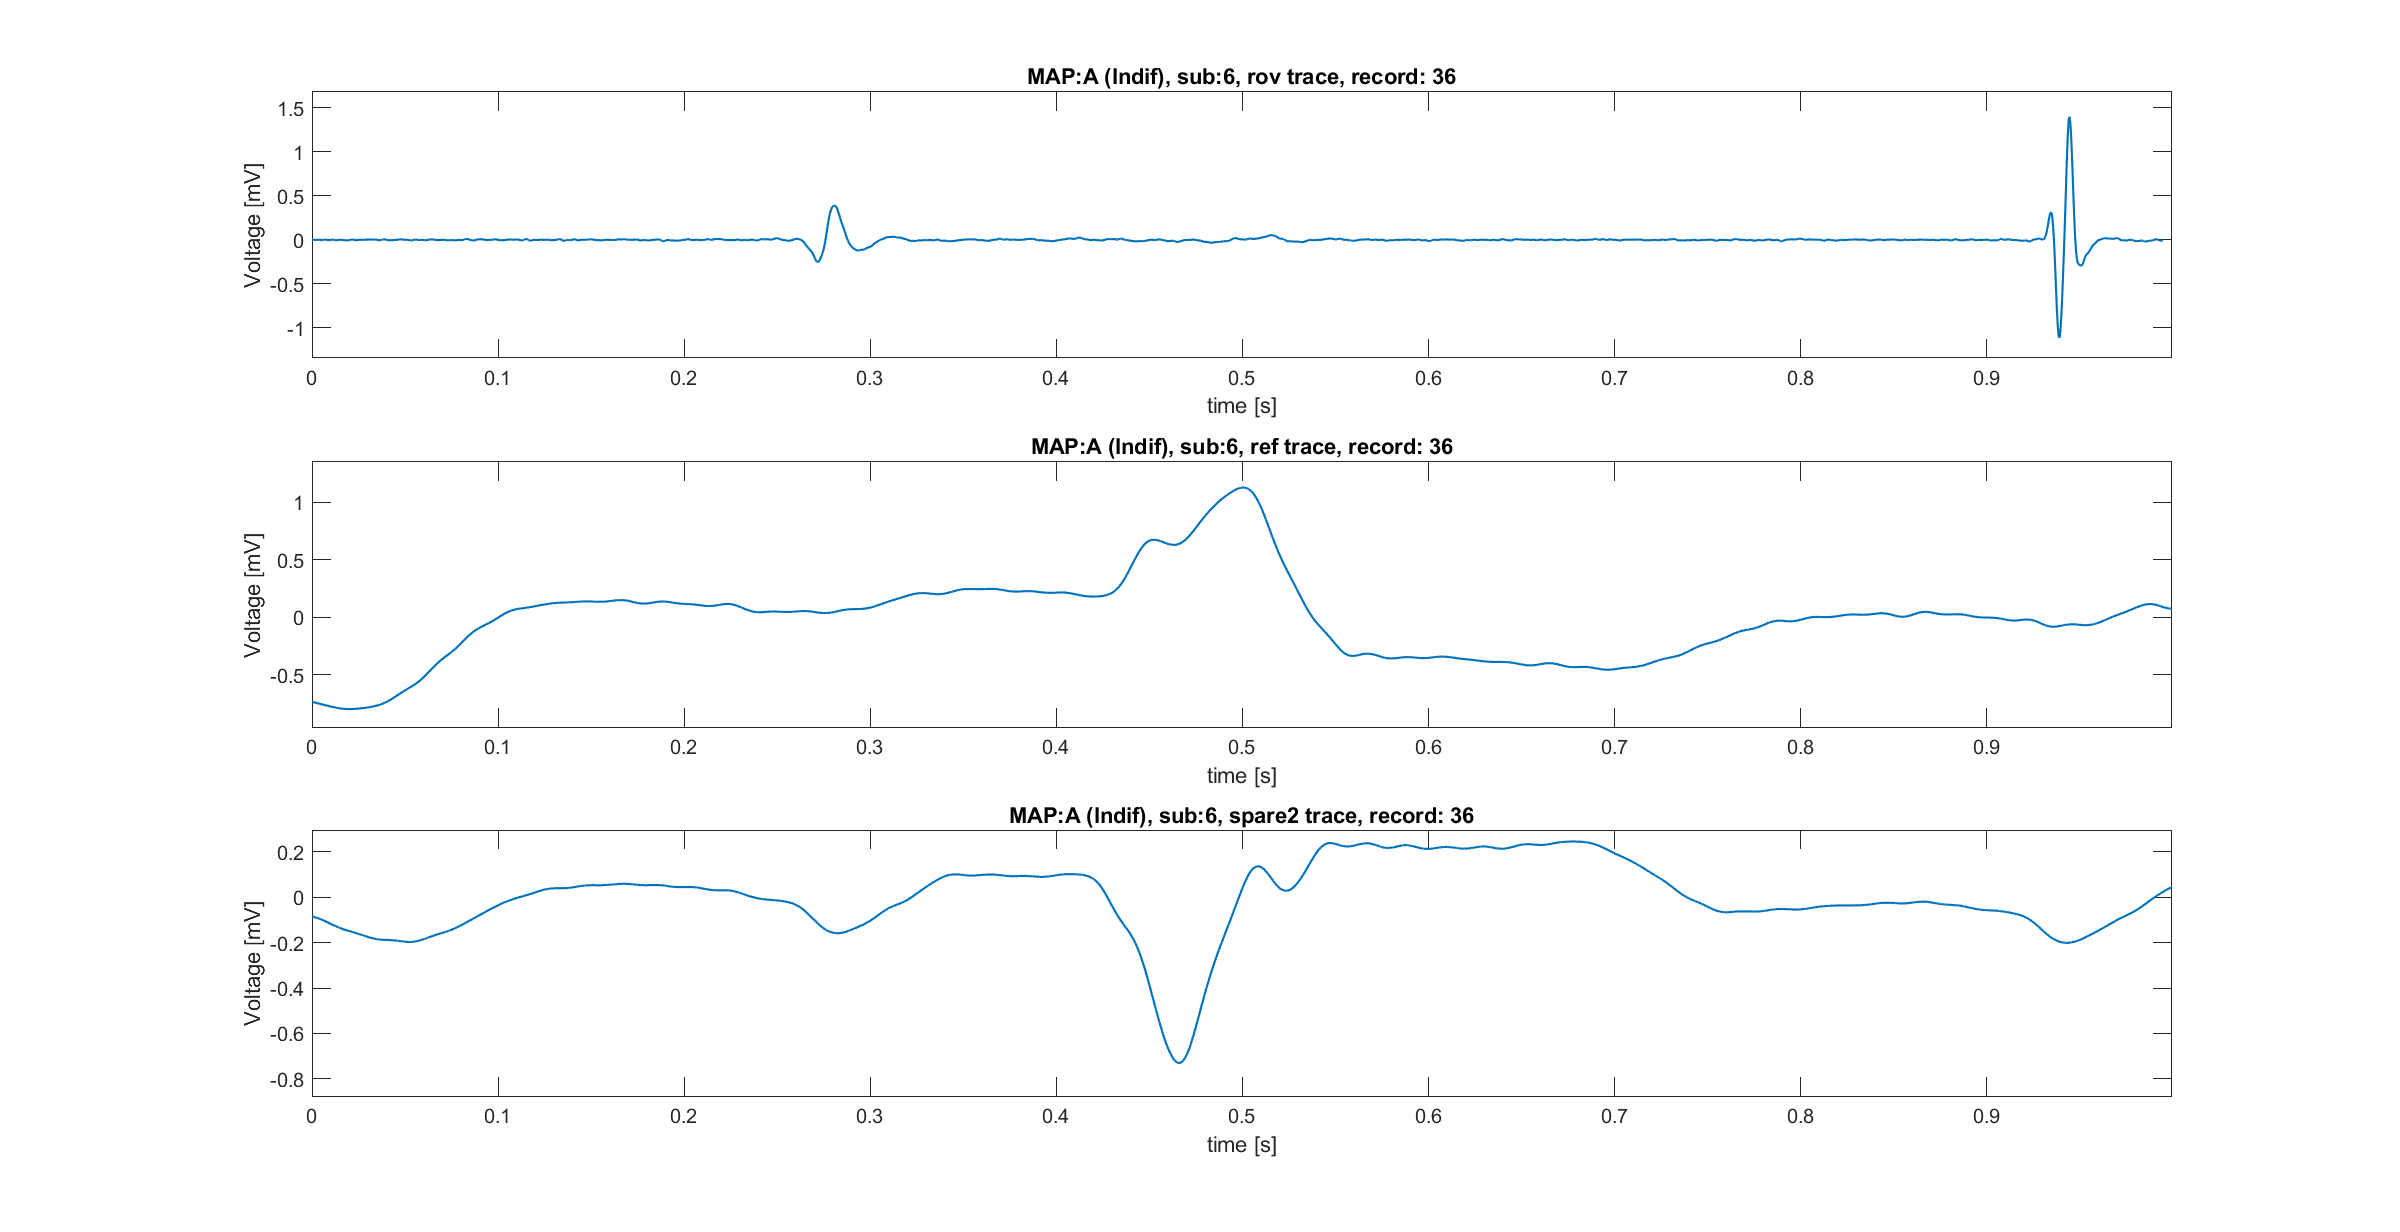 MAP:A (Indif), sub:6, rov trace, record: 36
Voltage [mV]
1.5
1
0.5
0
-0.5
-1
0 0.1 0.2 0.3 0.4 0.5 0.6 0.7 0.8 0.9
time [s]
MAP:A (Indif), sub:6, ref trace, record: 36
Voltage [mV]
1
0.5
0
-0.5
0 0.1 0.2 0.3 0.4 0.5 0.6 0.7 0.8 0.9
time [s]
MAP:A (Indif), sub:6, spare2 trace, record: 36
Voltage [mV]
0.2
0
-0.2
-0.4
-0.6
-0.8
0 0.1 0.2 0.3 0.4 0.5 0.6 0.7 0.8 0.9
time [s]